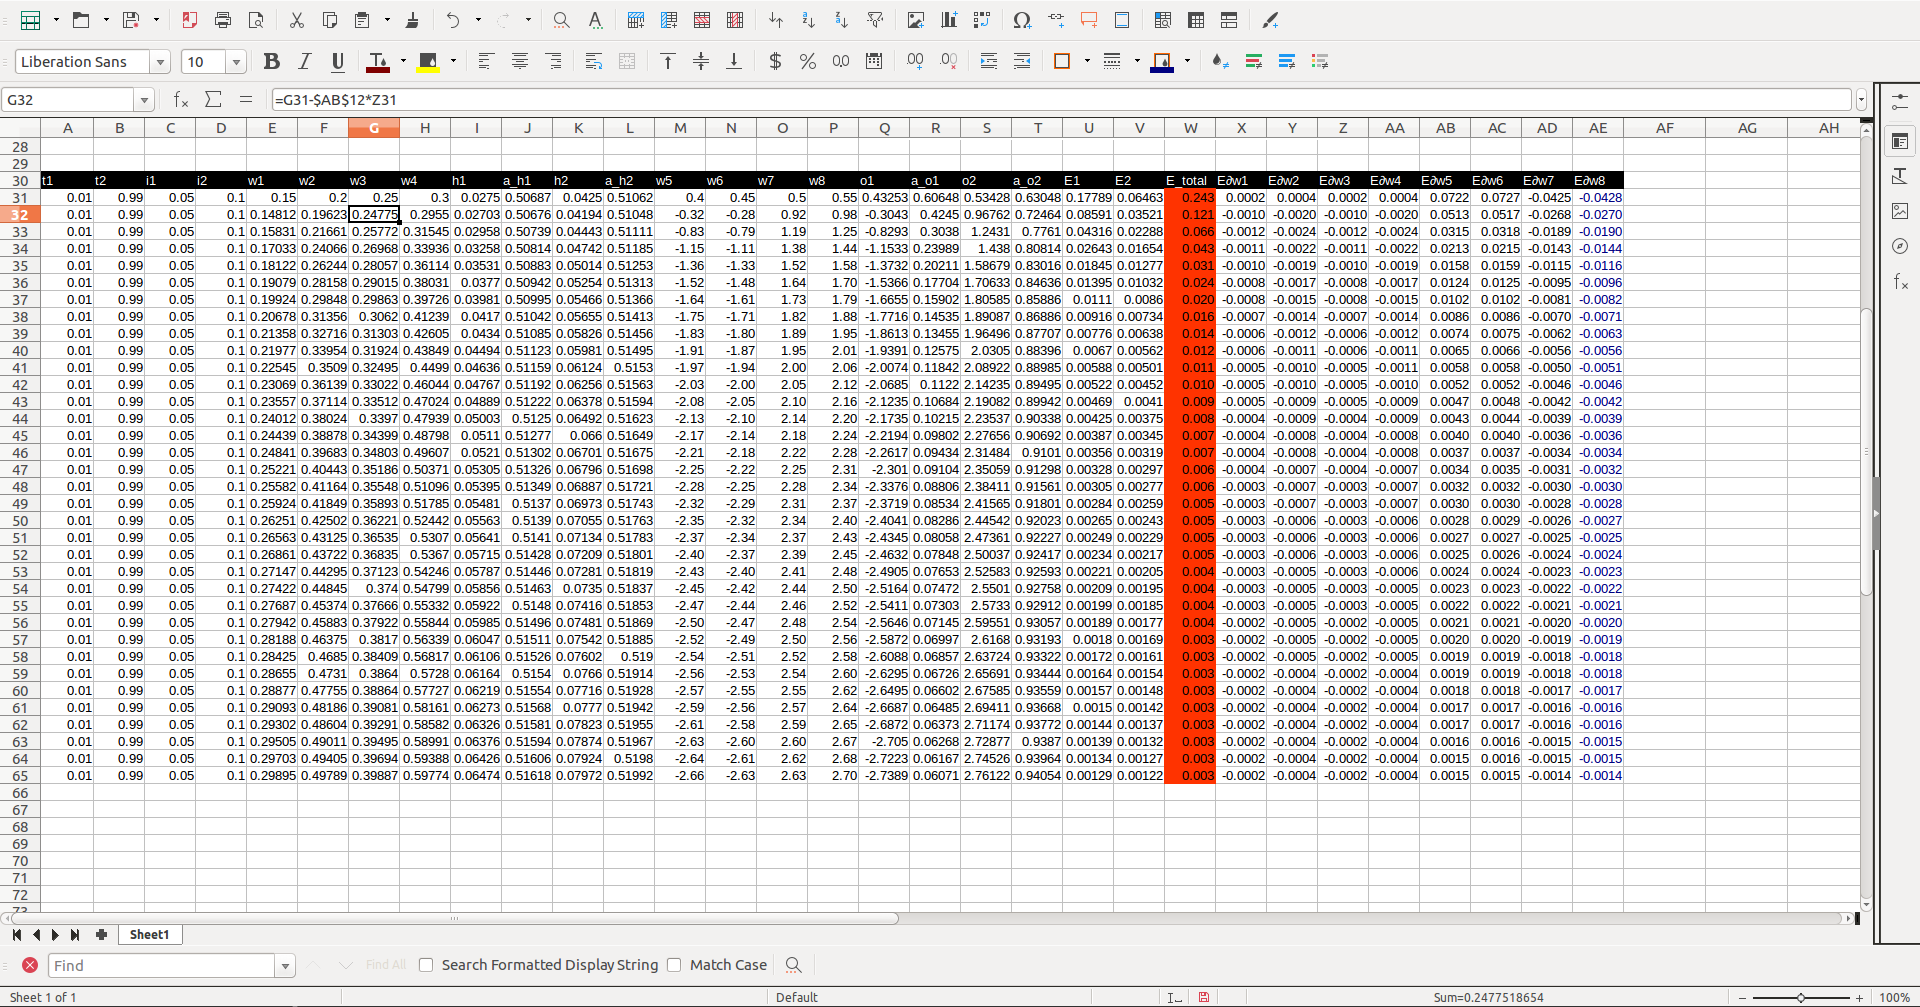 Liberation Sans 10
G32 =G31-$AB$12*Z31
A B C D E F G H I J K L M N O P Q R S T U V W X Y Z AA AB AC AD AE AF AG AH
28
29
30 t1 t2 i1 i2 w1 w2 w3 w4 h1 a_h1 h2 a_h2 w5 w6 w7 w8 o1 a_o1 o2 a_o2 E1 E2 E_total E∂w1 E∂w2 E∂w3 E∂w4 E∂w5 E∂w6 E∂w7 E∂w8
31 0.01 0.99 0.05 0.1 0.15 0.2 0.25 0.3 0.0275 0.50687 0.0425 0.51062 0.4 0.45 0.5 0.55 0.43253 0.60648 0.53428 0.63048 0.17789 0.06463 0.243 0.0002 0.0004 0.0002 0.0004 0.0722 0.0727 -0.0425 -0.0428
32 0.01 0.99 0.05 0.1 0.14812 0.19623 0.24775 0.2955 0.02703 0.50676 0.04194 0.51048 -0.32 -0.28 0.92 0.98 -0.3043 0.4245 0.96762 0.72464 0.08591 0.03521 0.121 -0.0010 -0.0020 -0.0010 -0.0020 0.0513 0.0517 -0.0268 -0.0270
33 0.01 0.99 0.05 0.1 0.15831 0.21661 0.25772 0.31545 0.02958 0.50739 0.04443 0.51111 -0.83 -0.79 1.19 1.25 -0.8293 0.3038 1.2431 0.7761 0.04316 0.02288 0.066 -0.0012 -0.0024 -0.0012 -0.0024 0.0315 0.0318 -0.0189 -0.0190
34 0.01 0.99 0.05 0.1 0.17033 0.24066 0.26968 0.33936 0.03258 0.50814 0.04742 0.51185 -1.15 -1.11 1.38 1.44 -1.1533 0.23989 1.438 0.80814 0.02643 0.01654 0.043 -0.0011 -0.0022 -0.0011 -0.0022 0.0213 0.0215 -0.0143 -0.0144
35 0.01 0.99 0.05 0.1 0.18122 0.26244 0.28057 0.36114 0.03531 0.50883 0.05014 0.51253 -1.36 -1.33 1.52 1.58 -1.3732 0.20211 1.58679 0.83016 0.01845 0.01277 0.031 -0.0010 -0.0019 -0.0010 -0.0019 0.0158 0.0159 -0.0115 -0.0116
36 0.01 0.99 0.05 0.1 0.19079 0.28158 0.29015 0.38031 0.0377 0.50942 0.05254 0.51313 -1.52 -1.48 1.64 1.70 -1.5366 0.17704 1.70633 0.84636 0.01395 0.01032 0.024 -0.0008 -0.0017 -0.0008 -0.0017 0.0124 0.0125 -0.0095 -0.0096
37 0.01 0.99 0.05 0.1 0.19924 0.29848 0.29863 0.39726 0.03981 0.50995 0.05466 0.51366 -1.64 -1.61 1.73 1.79 -1.6655 0.15902 1.80585 0.85886 0.0111 0.0086 0.020 -0.0008 -0.0015 -0.0008 -0.0015 0.0102 0.0102 -0.0081 -0.0082
38 0.01 0.99 0.05 0.1 0.20678 0.31356 0.3062 0.41239 0.0417 0.51042 0.05655 0.51413 -1.75 -1.71 1.82 1.88 -1.7716 0.14535 1.89087 0.86886 0.00916 0.00734 0.016 -0.0007 -0.0014 -0.0007 -0.0014 0.0086 0.0086 -0.0070 -0.0071
39 0.01 0.99 0.05 0.1 0.21358 0.32716 0.31303 0.42605 0.0434 0.51085 0.05826 0.51456 -1.83 -1.80 1.89 1.95 -1.8613 0.13455 1.96496 0.87707 0.00776 0.00638 0.014 -0.0006 -0.0012 -0.0006 -0.0012 0.0074 0.0075 -0.0062 -0.0063
40 0.01 0.99 0.05 0.1 0.21977 0.33954 0.31924 0.43849 0.04494 0.51123 0.05981 0.51495 -1.91 -1.87 1.95 2.01 -1.9391 0.12575 2.0305 0.88396 0.0067 0.00562 0.012 -0.0006 -0.0011 -0.0006 -0.0011 0.0065 0.0066 -0.0056 -0.0056
41 0.01 0.99 0.05 0.1 0.22545 0.3509 0.32495 0.4499 0.04636 0.51159 0.06124 0.5153 -1.97 -1.94 2.00 2.06 -2.0074 0.11842 2.08922 0.88985 0.00588 0.00501 0.011 -0.0005 -0.0010 -0.0005 -0.0011 0.0058 0.0058 -0.0050 -0.0051
42 0.01 0.99 0.05 0.1 0.23069 0.36139 0.33022 0.46044 0.04767 0.51192 0.06256 0.51563 -2.03 -2.00 2.05 2.12 -2.0685 0.1122 2.14235 0.89495 0.00522 0.00452 0.010 -0.0005 -0.0010 -0.0005 -0.0010 0.0052 0.0052 -0.0046 -0.0046
43 0.01 0.99 0.05 0.1 0.23557 0.37114 0.33512 0.47024 0.04889 0.51222 0.06378 0.51594 -2.08 -2.05 2.10 2.16 -2.1235 0.10684 2.19082 0.89942 0.00469 0.0041 0.009 -0.0005 -0.0009 -0.0005 -0.0009 0.0047 0.0048 -0.0042 -0.0042
44 0.01 0.99 0.05 0.1 0.24012 0.38024 0.3397 0.47939 0.05003 0.5125 0.06492 0.51623 -2.13 -2.10 2.14 2.20 -2.1735 0.10215 2.23537 0.90338 0.00425 0.00375 0.008 -0.0004 -0.0009 -0.0004 -0.0009 0.0043 0.0044 -0.0039 -0.0039
45 0.01 0.99 0.05 0.1 0.24439 0.38878 0.34399 0.48798 0.0511 0.51277 0.066 0.51649 -2.17 -2.14 2.18 2.24 -2.2194 0.09802 2.27656 0.90692 0.00387 0.00345 0.007 -0.0004 -0.0008 -0.0004 -0.0008 0.0040 0.0040 -0.0036 -0.0036
46 0.01 0.99 0.05 0.1 0.24841 0.39683 0.34803 0.49607 0.0521 0.51302 0.06701 0.51675 -2.21 -2.18 2.22 2.28 -2.2617 0.09434 2.31484 0.9101 0.00356 0.00319 0.007 -0.0004 -0.0008 -0.0004 -0.0008 0.0037 0.0037 -0.0034 -0.0034
47 0.01 0.99 0.05 0.1 0.25221 0.40443 0.35186 0.50371 0.05305 0.51326 0.06796 0.51698 -2.25 -2.22 2.25 2.31 -2.301 0.09104 2.35059 0.91298 0.00328 0.00297 0.006 -0.0004 -0.0007 -0.0004 -0.0007 0.0034 0.0035 -0.0031 -0.0032
48 0.01 0.99 0.05 0.1 0.25582 0.41164 0.35548 0.51096 0.05395 0.51349 0.06887 0.51721 -2.28 -2.25 2.28 2.34 -2.3376 0.08806 2.38411 0.91561 0.00305 0.00277 0.006 -0.0003 -0.0007 -0.0003 -0.0007 0.0032 0.0032 -0.0030 -0.0030
49 0.01 0.99 0.05 0.1 0.25924 0.41849 0.35893 0.51785 0.05481 0.5137 0.06973 0.51743 -2.32 -2.29 2.31 2.37 -2.3719 0.08534 2.41565 0.91801 0.00284 0.00259 0.005 -0.0003 -0.0007 -0.0003 -0.0007 0.0030 0.0030 -0.0028 -0.0028
50 0.01 0.99 0.05 0.1 0.26251 0.42502 0.36221 0.52442 0.05563 0.5139 0.07055 0.51763 -2.35 -2.32 2.34 2.40 -2.4041 0.08286 2.44542 0.92023 0.00265 0.00243 0.005 -0.0003 -0.0006 -0.0003 -0.0006 0.0028 0.0029 -0.0026 -0.0027
51 0.01 0.99 0.05 0.1 0.26563 0.43125 0.36535 0.5307 0.05641 0.5141 0.07134 0.51783 -2.37 -2.34 2.37 2.43 -2.4345 0.08058 2.47361 0.92227 0.00249 0.00229 0.005 -0.0003 -0.0006 -0.0003 -0.0006 0.0027 0.0027 -0.0025 -0.0025
52 0.01 0.99 0.05 0.1 0.26861 0.43722 0.36835 0.5367 0.05715 0.51428 0.07209 0.51801 -2.40 -2.37 2.39 2.45 -2.4632 0.07848 2.50037 0.92417 0.00234 0.00217 0.005 -0.0003 -0.0006 -0.0003 -0.0006 0.0025 0.0026 -0.0024 -0.0024
53 0.01 0.99 0.05 0.1 0.27147 0.44295 0.37123 0.54246 0.05787 0.51446 0.07281 0.51819 -2.43 -2.40 2.41 2.48 -2.4905 0.07653 2.52583 0.92593 0.00221 0.00205 0.004 -0.0003 -0.0005 -0.0003 -0.0006 0.0024 0.0024 -0.0023 -0.0023
54 0.01 0.99 0.05 0.1 0.27422 0.44845 0.374 0.54799 0.05856 0.51463 0.0735 0.51837 -2.45 -2.42 2.44 2.50 -2.5164 0.07472 2.5501 0.92758 0.00209 0.00195 0.004 -0.0003 -0.0005 -0.0003 -0.0005 0.0023 0.0023 -0.0022 -0.0022
55 0.01 0.99 0.05 0.1 0.27687 0.45374 0.37666 0.55332 0.05922 0.5148 0.07416 0.51853 -2.47 -2.44 2.46 2.52 -2.5411 0.07303 2.5733 0.92912 0.00199 0.00185 0.004 -0.0003 -0.0005 -0.0003 -0.0005 0.0022 0.0022 -0.0021 -0.0021
56 0.01 0.99 0.05 0.1 0.27942 0.45883 0.37922 0.55844 0.05985 0.51496 0.07481 0.51869 -2.50 -2.47 2.48 2.54 -2.5646 0.07145 2.59551 0.93057 0.00189 0.00177 0.004 -0.0002 -0.0005 -0.0002 -0.0005 0.0021 0.0021 -0.0020 -0.0020
57 0.01 0.99 0.05 0.1 0.28188 0.46375 0.3817 0.56339 0.06047 0.51511 0.07542 0.51885 -2.52 -2.49 2.50 2.56 -2.5872 0.06997 2.6168 0.93193 0.0018 0.00169 0.003 -0.0002 -0.0005 -0.0002 -0.0005 0.0020 0.0020 -0.0019 -0.0019
58 0.01 0.99 0.05 0.1 0.28425 0.4685 0.38409 0.56817 0.06106 0.51526 0.07602 0.519 -2.54 -2.51 2.52 2.58 -2.6088 0.06857 2.63724 0.93322 0.00172 0.00161 0.003 -0.0002 -0.0005 -0.0002 -0.0005 0.0019 0.0019 -0.0018 -0.0018
59 0.01 0.99 0.05 0.1 0.28655 0.4731 0.3864 0.5728 0.06164 0.5154 0.0766 0.51914 -2.56 -2.53 2.54 2.60 -2.6295 0.06726 2.65691 0.93444 0.00164 0.00154 0.003 -0.0002 -0.0004 -0.0002 -0.0004 0.0019 0.0019 -0.0018 -0.0018
60 0.01 0.99 0.05 0.1 0.28877 0.47755 0.38864 0.57727 0.06219 0.51554 0.07716 0.51928 -2.57 -2.55 2.55 2.62 -2.6495 0.06602 2.67585 0.93559 0.00157 0.00148 0.003 -0.0002 -0.0004 -0.0002 -0.0004 0.0018 0.0018 -0.0017 -0.0017
61 0.01 0.99 0.05 0.1 0.29093 0.48186 0.39081 0.58161 0.06273 0.51568 0.0777 0.51942 -2.59 -2.56 2.57 2.64 -2.6687 0.06485 2.69411 0.93668 0.0015 0.00142 0.003 -0.0002 -0.0004 -0.0002 -0.0004 0.0017 0.0017 -0.0016 -0.0016
62 0.01 0.99 0.05 0.1 0.29302 0.48604 0.39291 0.58582 0.06326 0.51581 0.07823 0.51955 -2.61 -2.58 2.59 2.65 -2.6872 0.06373 2.71174 0.93772 0.00144 0.00137 0.003 -0.0002 -0.0004 -0.0002 -0.0004 0.0017 0.0017 -0.0016 -0.0016
63 0.01 0.99 0.05 0.1 0.29505 0.49011 0.39495 0.58991 0.06376 0.51594 0.07874 0.51967 -2.63 -2.60 2.60 2.67 -2.705 0.06268 2.72877 0.9387 0.00139 0.00132 0.003 -0.0002 -0.0004 -0.0002 -0.0004 0.0016 0.0016 -0.0015 -0.0015
64 0.01 0.99 0.05 0.1 0.29703 0.49405 0.39694 0.59388 0.06426 0.51606 0.07924 0.5198 -2.64 -2.61 2.62 2.68 -2.7223 0.06167 2.74526 0.93964 0.00134 0.00127 0.003 -0.0002 -0.0004 -0.0002 -0.0004 0.0015 0.0016 -0.0015 -0.0015
65 0.01 0.99 0.05 0.1 0.29895 0.49789 0.39887 0.59774 0.06474 0.51618 0.07972 0.51992 -2.66 -2.63 2.63 2.70 -2.7389 0.06071 2.76122 0.94054 0.00129 0.00122 0.003 -0.0002 -0.0004 -0.0002 -0.0004 0.0015 0.0015 -0.0014 -0.0014
66
67
68
69
70
71
72
73
Sheet1
Find Find All Search Formatted Display String Match Case
Sheet 1 of 1 Default Sum=0.2477518654 100%